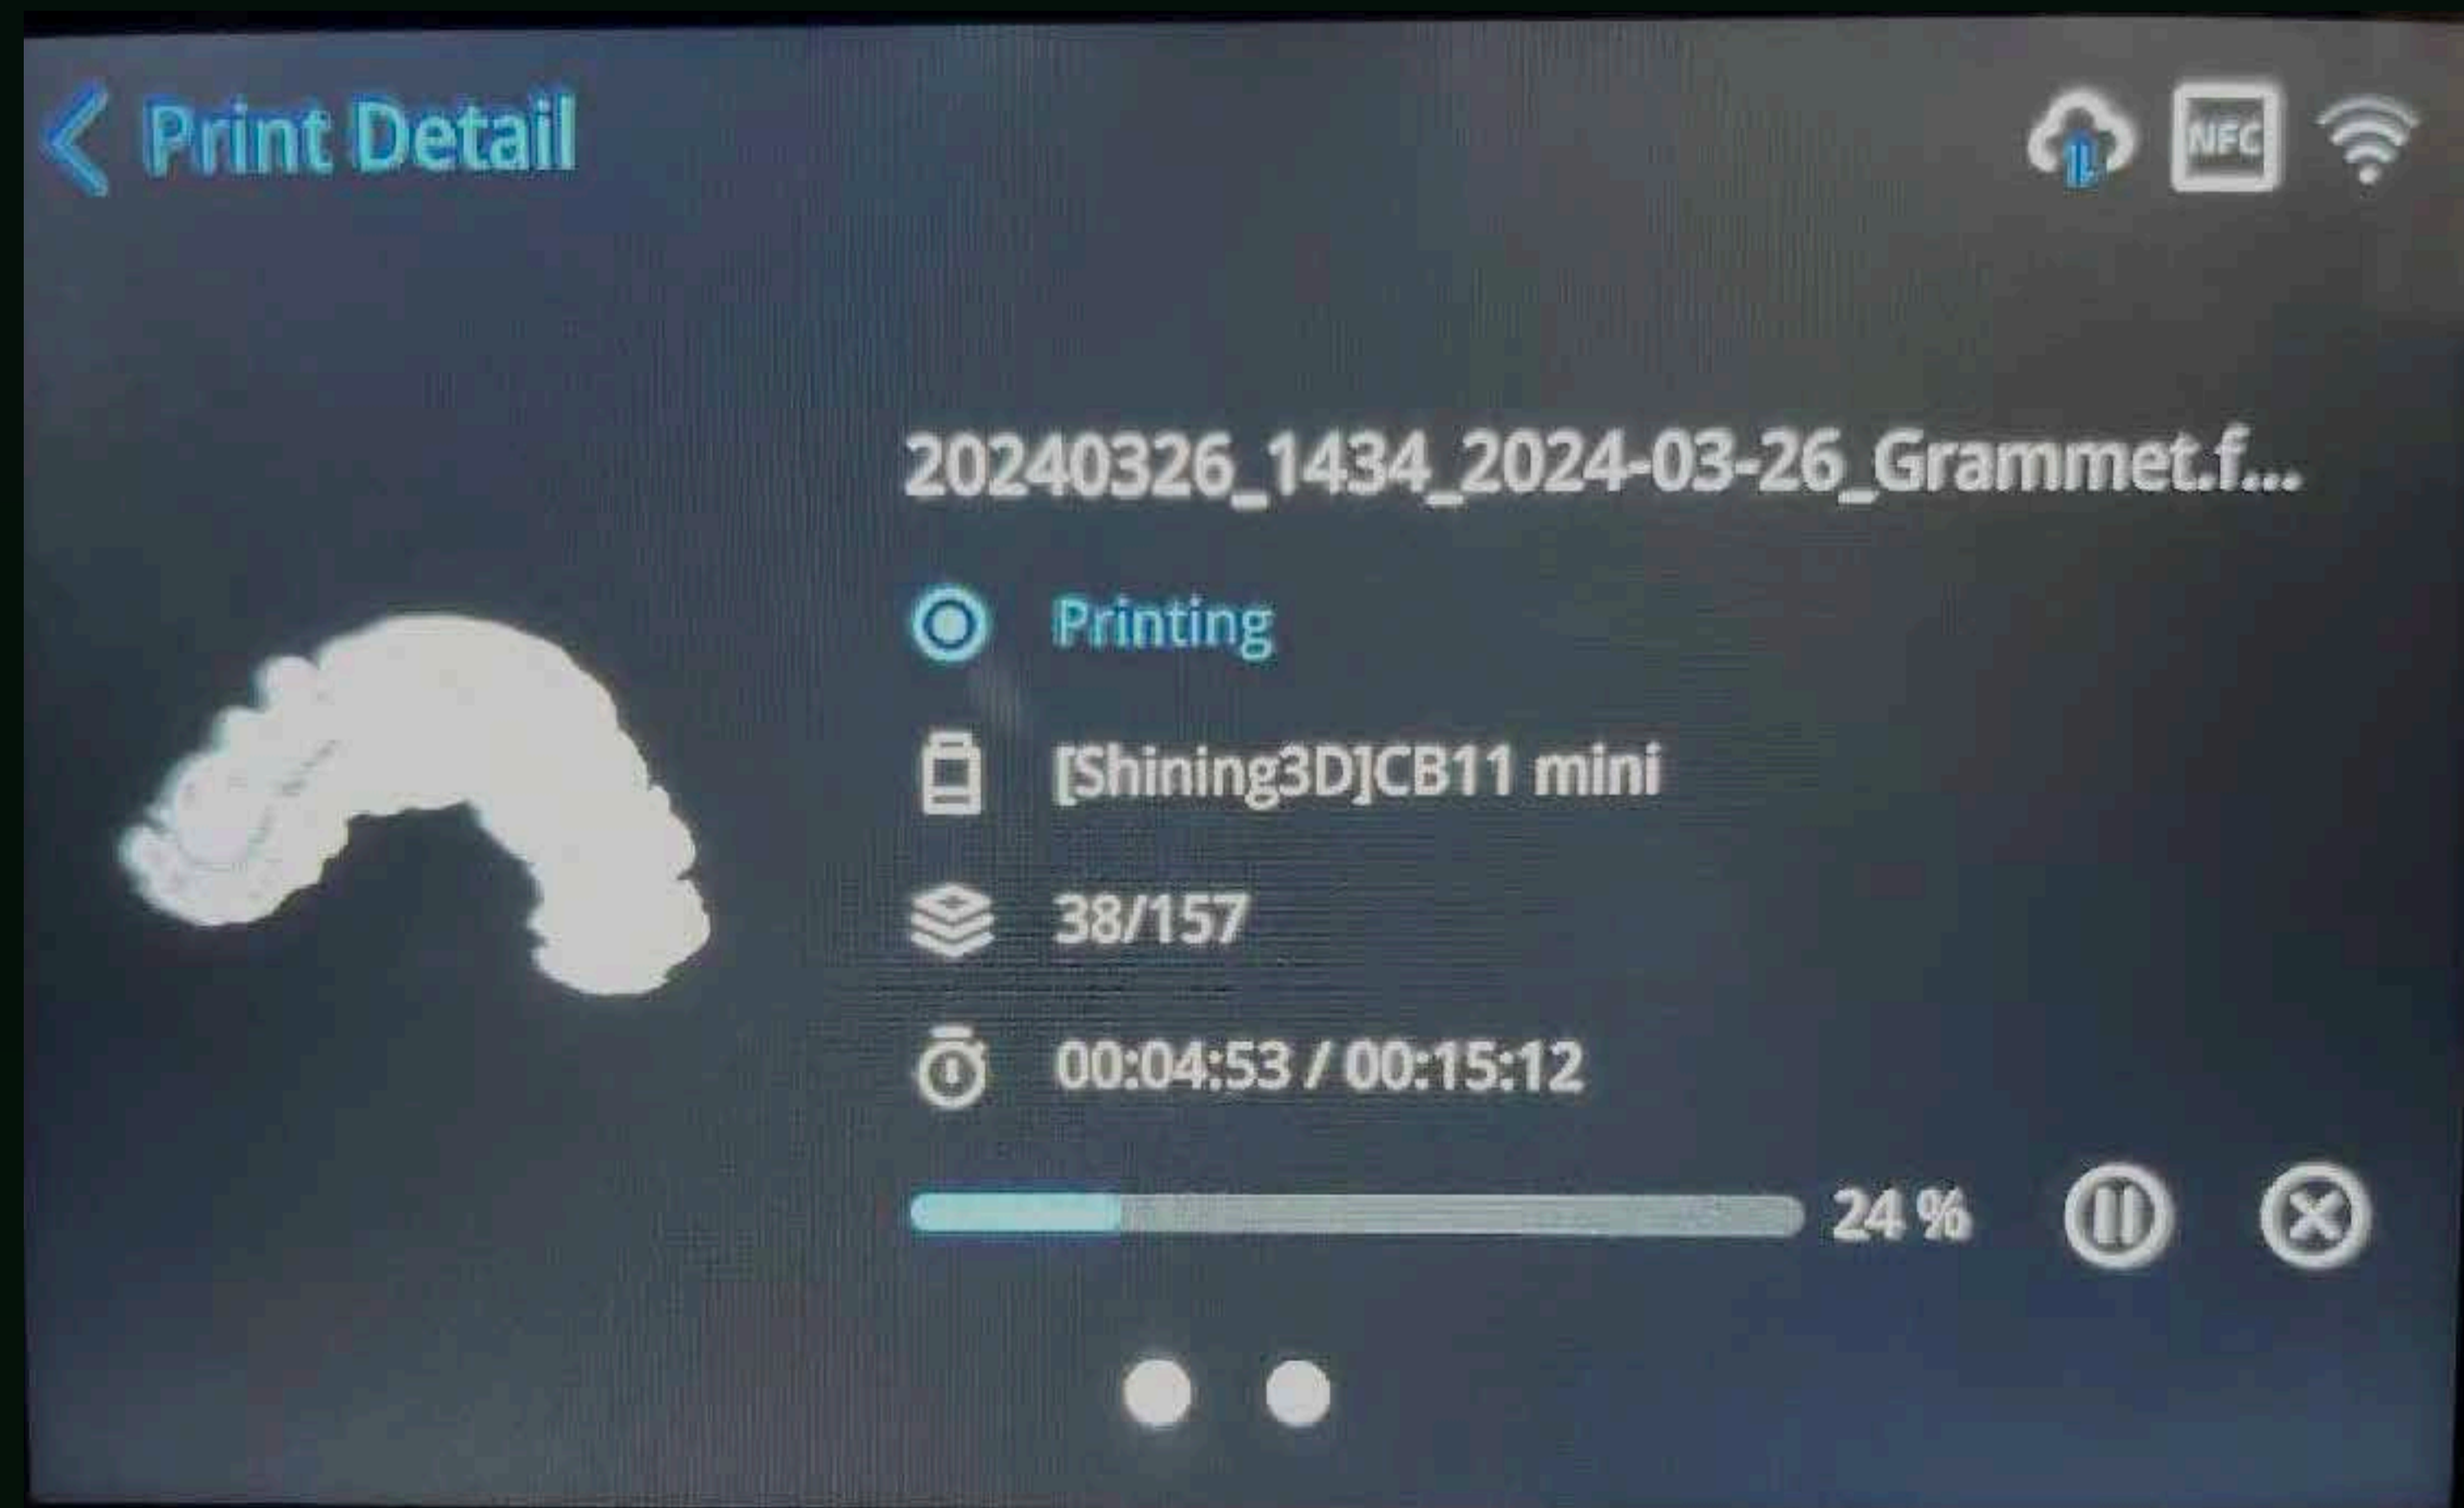 Print Detail
NFC
20240326_1434_2024-03-26_Grammet.f...
Printing
[Shining3D]CB11 mini
38/157
00:04:53 / 00:15:12
24 %